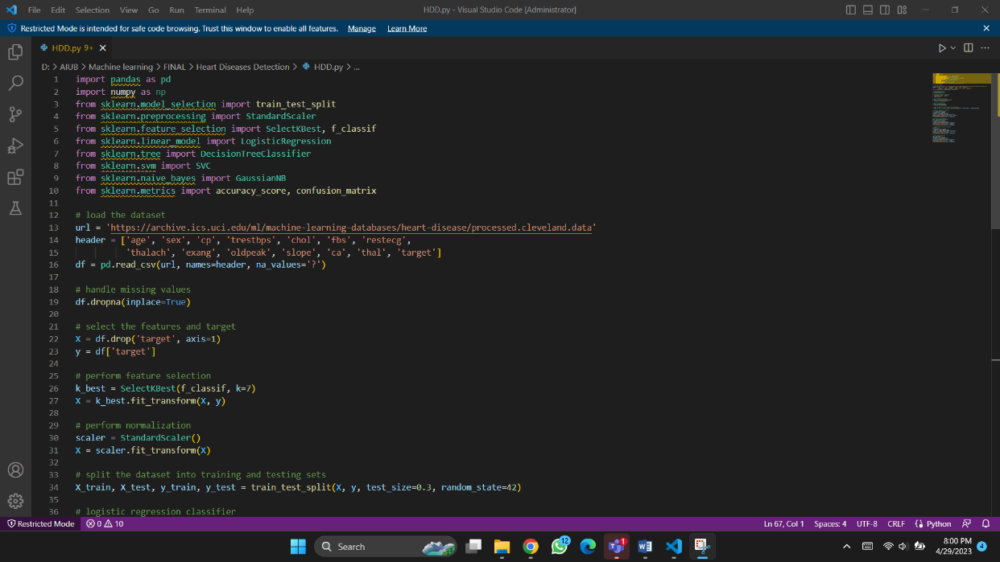 File Edit Selection View Go Run Terminal Help HDD.py - Visual Studio Code [Administrator]
Restricted Mode is intended for safe code browsing. Trust this window to enable all features. Manage Learn More
HDD.py 9+
D: > AIUB > Machine learning > FINAL > Heart Diseases Detection > HDD.py > ...
1 import pandas as pd
2 import numpy as np
3 from sklearn.model_selection import train_test_split
4 from sklearn.preprocessing import StandardScaler
5 from sklearn.feature_selection import SelectKBest, f_classif
6 from sklearn.linear_model import LogisticRegression
7 from sklearn.tree import DecisionTreeClassifier
8 from sklearn.svm import SVC
9 from sklearn.naive_bayes import GaussianNB
10 from sklearn.metrics import accuracy_score, confusion_matrix
11
12 # load the dataset
13 url = 'https://archive.ics.uci.edu/ml/machine-learning-databases/heart-disease/processed.cleveland.data'
14 header = ['age', 'sex', 'cp', 'trestbps', 'chol', 'fbs', 'restecg',
15 'thalach', 'exang', 'oldpeak', 'slope', 'ca', 'thal', 'target']
16 df = pd.read_csv(url, names=header, na_values='?')
17
18 # handle missing values
19 df.dropna(inplace=True)
20
21 # select the features and target
22 X = df.drop('target', axis=1)
23 y = df['target']
24
25 # perform feature selection
26 k_best = SelectKBest(f_classif, k=7)
27 X = k_best.fit_transform(X, y)
28
29 # perform normalization
30 scaler = StandardScaler()
31 X = scaler.fit_transform(X)
32
33 # split the dataset into training and testing sets
34 X_train, X_test, y_train, y_test = train_test_split(X, y, test_size=0.3, random_state=42)
35
36 # logistic regression classifier
Restricted Mode 0 10 Ln 67, Col 1 Spaces: 4 UTF-8 CRLF Python
Search 12 1 8:00 PM
4/29/2023 4